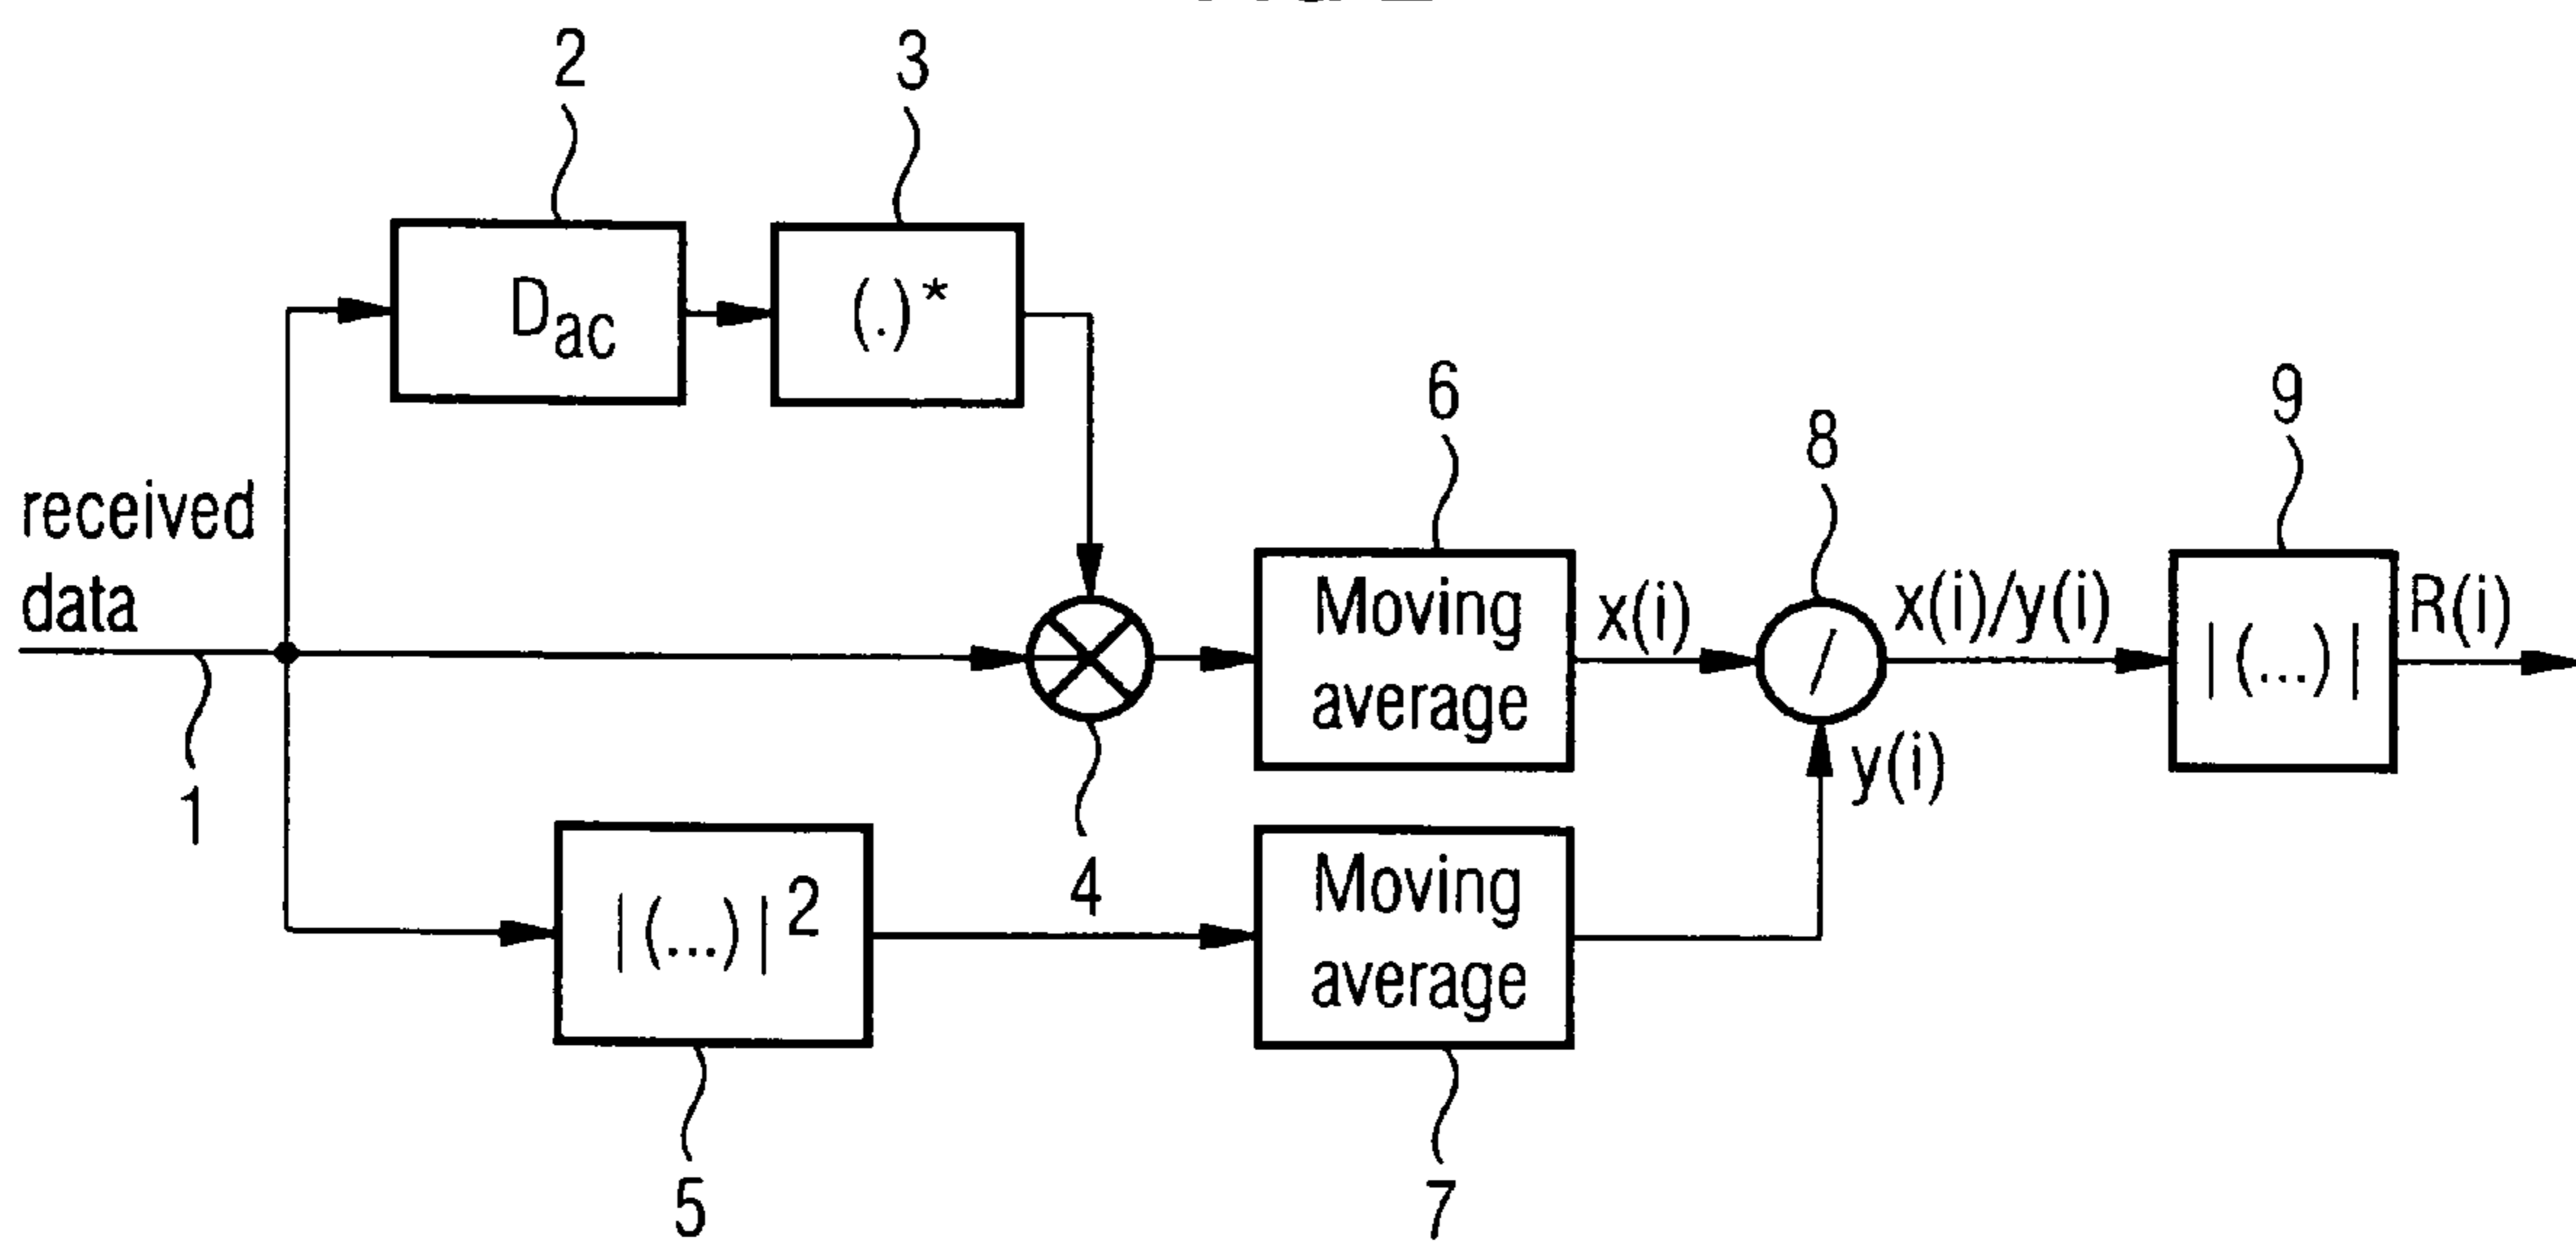 2
3
D_ac
(.)*
6
9
8
received
data
Moving
average
x(i)
/
x(i)/y(i)
|(...)|
R(i)
y(i)
1
4
|(...)|²
Moving
average
5
7